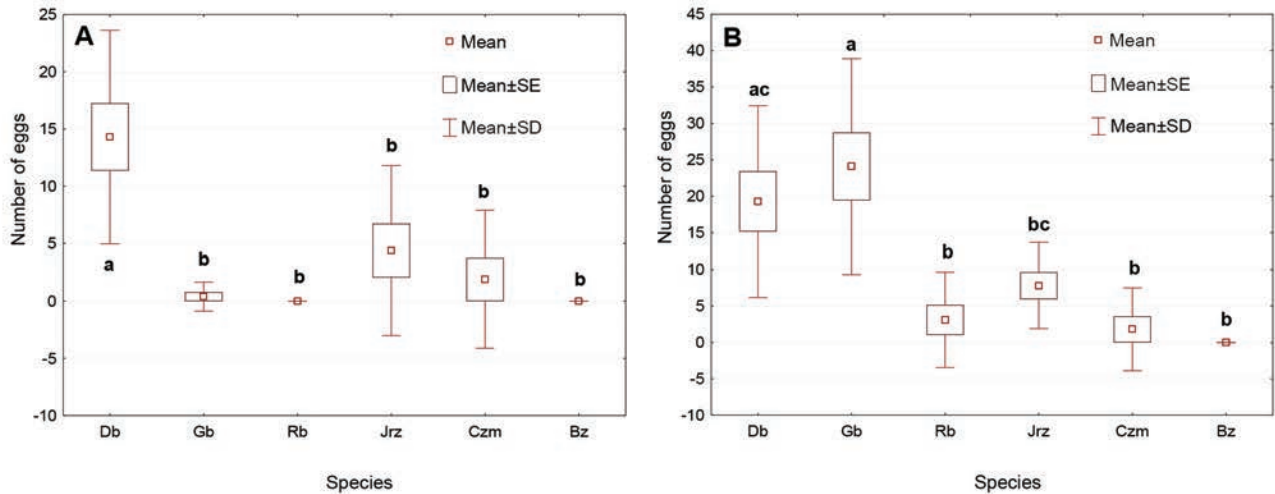 A
Mean
Mean±SE
Mean±SD
Number of eggs
25
20
15
10
5
0
-5
-10
a
b
b
b
b
b
Db Gb Rb Jrz Czm Bz
Species
B
Mean
Mean±SE
Mean±SD
Number of eggs
45
40
35
30
25
20
15
10
5
0
-5
-10
ac
a
b
bc
b
b
Db Gb Rb Jrz Czm Bz
Species